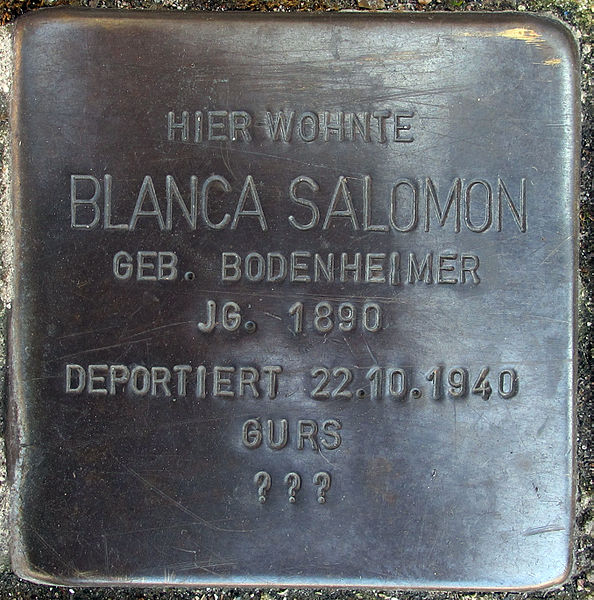 HIER WOHNTE
BLANCA SALOMON
GEB. BODENHEIMER
JG. 1890
DEPORTIERT 22.10.1940
GURS
???